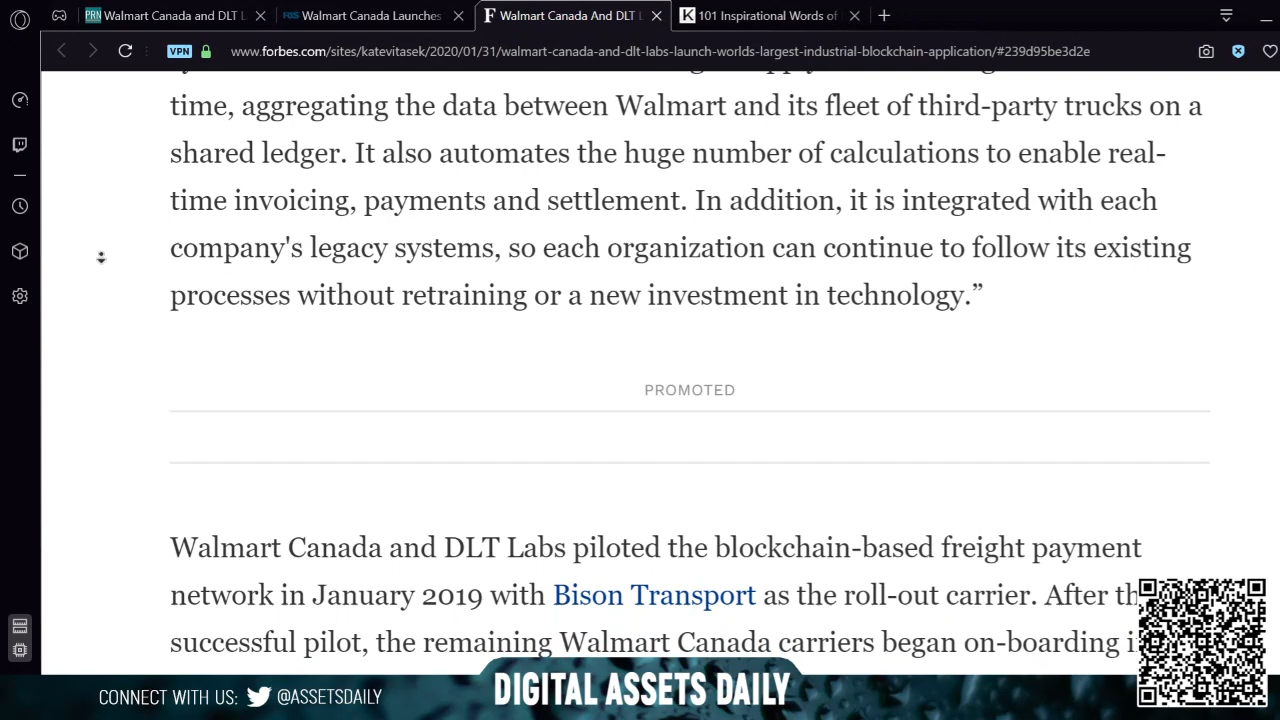 PRN Walmart Canada and DLT L
RIS Walmart Canada Launches
F Walmart Canada And DLT L
K 101 Inspirational Words of
VPN www.forbes.com/sites/katevitasek/2020/01/31/walmart-canada-and-dlt-labs-launch-worlds-largest-industrial-blockchain-application/#239d95be3d2e
time, aggregating the data between Walmart and its fleet of third-party trucks on a
shared ledger. It also automates the huge number of calculations to enable real-
time invoicing, payments and settlement. In addition, it is integrated with each
company's legacy systems, so each organization can continue to follow its existing
processes without retraining or a new investment in technology.”
PROMOTED
Walmart Canada and DLT Labs piloted the blockchain-based freight payment
network in January 2019 with Bison Transport as the roll-out carrier. After th
successful pilot, the remaining Walmart Canada carriers began on-boarding i
CONNECT WITH US: @ASSETSDAILY
DIGITAL ASSETS DAILY